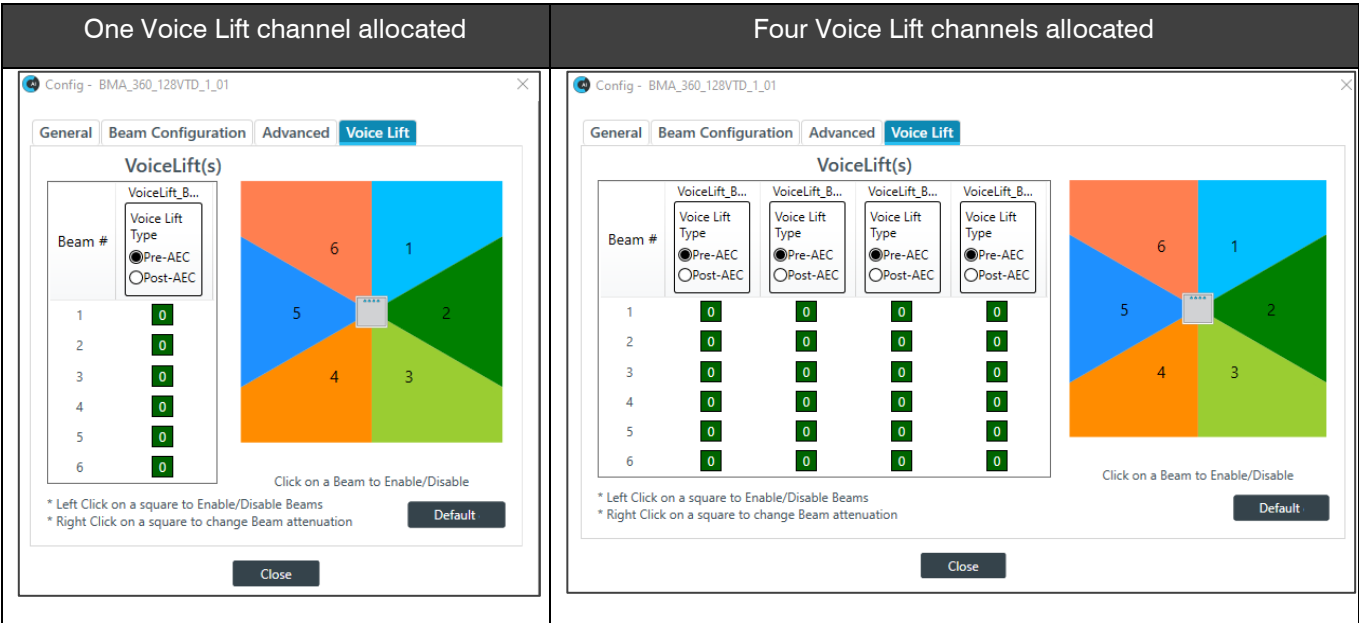 One Voice Lift channel allocated
Four Voice Lift channels allocated
Config - BMA_360_128VTD_1_01
General Beam Configuration Advanced Voice Lift
VoiceLift(s)
VoiceLift_B...
Beam #
Voice Lift
Type
Pre-AEC
Post-AEC
1 0
2 0
3 0
4 0
5 0
6 0
6 1
5 2
4 3
Click on a Beam to Enable/Disable
* Left Click on a square to Enable/Disable Beams
* Right Click on a square to change Beam attenuation
Default
Close
Config - BMA_360_128VTD_1_01
General Beam Configuration Advanced Voice Lift
VoiceLift(s)
VoiceLift_B... VoiceLift_B... VoiceLift_B... VoiceLift_B...
Beam #
Voice Lift Voice Lift Voice Lift Voice Lift
Type Type Type Type
Pre-AEC Pre-AEC Pre-AEC Pre-AEC
Post-AEC Post-AEC Post-AEC Post-AEC
1 0 0 0 0
2 0 0 0 0
3 0 0 0 0
4 0 0 0 0
5 0 0 0 0
6 0 0 0 0
6 1
5 2
4 3
Click on a Beam to Enable/Disable
* Left Click on a square to Enable/Disable Beams
* Right Click on a square to change Beam attenuation
Default
Close